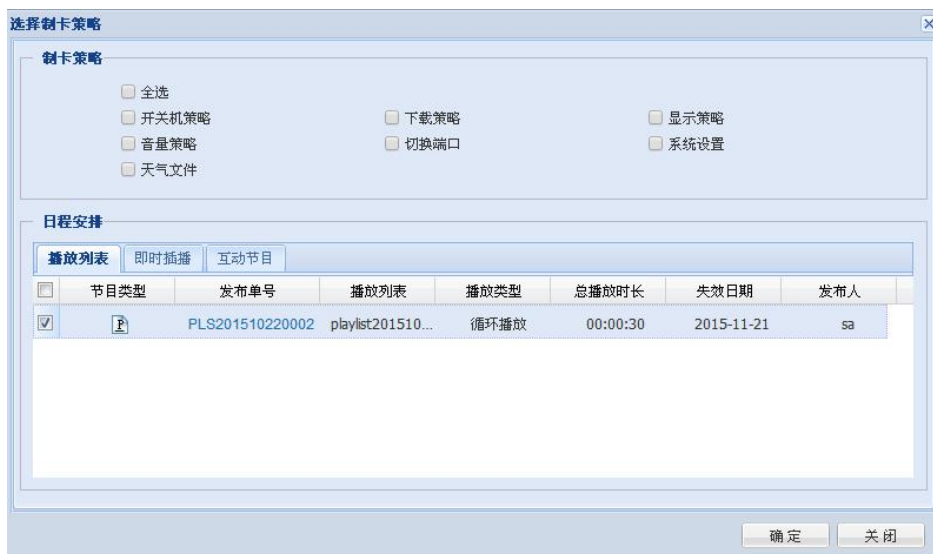 选择制卡策略
制卡策略
全选
开关机策略 下载策略 显示策略
音量策略 切换端口 系统设置
天气文件
日程安排
播放列表 即时插播 互动节目
节目类型 发布单号 播放列表 播放类型 总播放时长 失效日期 发布人
P PLS201510220002 playlist201510... 循环播放 00:00:30 2015-11-21 sa
确定 关闭